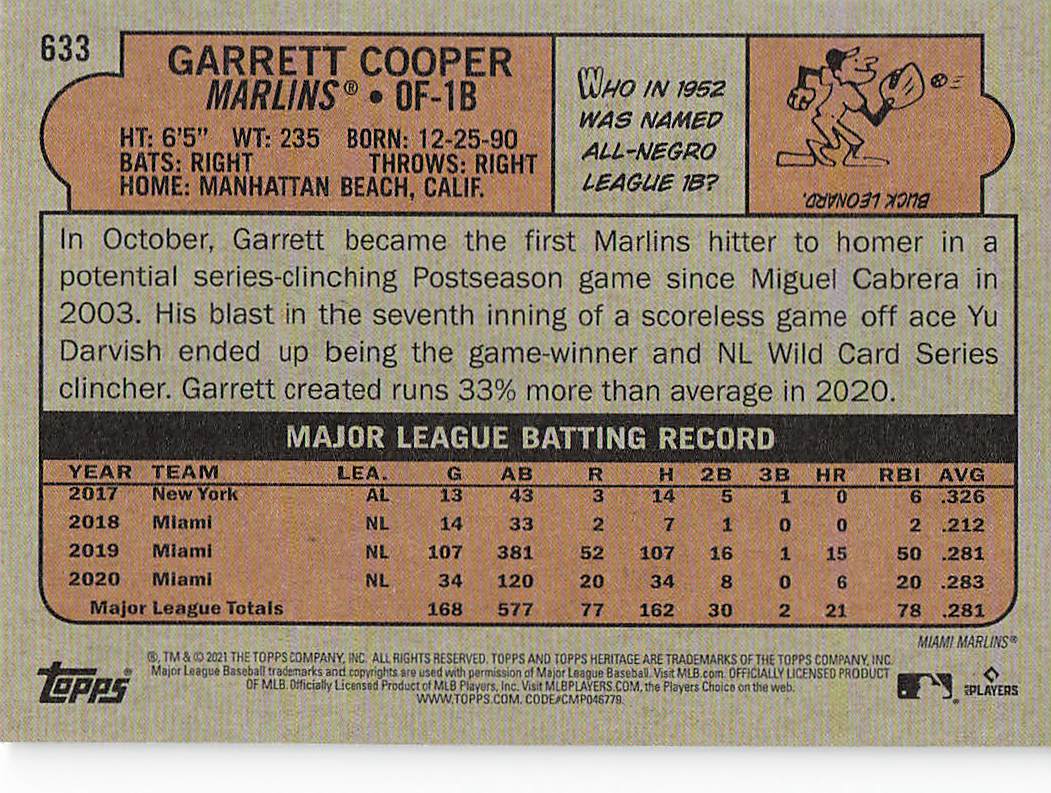 633
GARRETT COOPER
MARLINS® • OF-1B
HT: 6'5" WT: 235 BORN: 12-25-90
BATS: RIGHT THROWS: RIGHT
HOME: MANHATTAN BEACH, CALIF.
WHO IN 1952
WAS NAMED
ALL-NEGRO
LEAGUE 1B?
BUCK LEONARD.
In October, Garrett became the first Marlins hitter to homer in a
potential series-clinching Postseason game since Miguel Cabrera in
2003. His blast in the seventh inning of a scoreless game off ace Yu
Darvish ended up being the game-winner and NL Wild Card Series
clincher. Garrett created runs 33% more than average in 2020.
MAJOR LEAGUE BATTING RECORD
YEAR TEAM LEA. G AB R H 2B 3B HR RBI AVG
2017 New York AL 13 43 3 14 5 1 0 6 .326
2018 Miami NL 14 33 2 7 1 0 0 2 .212
2019 Miami NL 107 381 52 107 16 1 15 50 .281
2020 Miami NL 34 120 20 34 8 0 6 20 .283
Major League Totals 168 577 77 162 30 2 21 78 .281
MIAMI MARLINS®
®, TM & © 2021 THE TOPPS COMPANY, INC. ALL RIGHTS RESERVED. TOPPS AND TOPPS HERITAGE ARE TRADEMARKS OF THE TOPPS COMPANY, INC.
Major League Baseball trademarks and copyrights are used with permission of Major League Baseball. Visit MLB.com. OFFICIALLY LICENSED PRODUCT
OF MLB. Officially Licensed Product of MLB Players, Inc. Visit MLBPLAYERS.COM, the Players Choice on the web.
WWW.TOPPS.COM. CODE#CMP046778.
Topps®
MLBPLAYERS